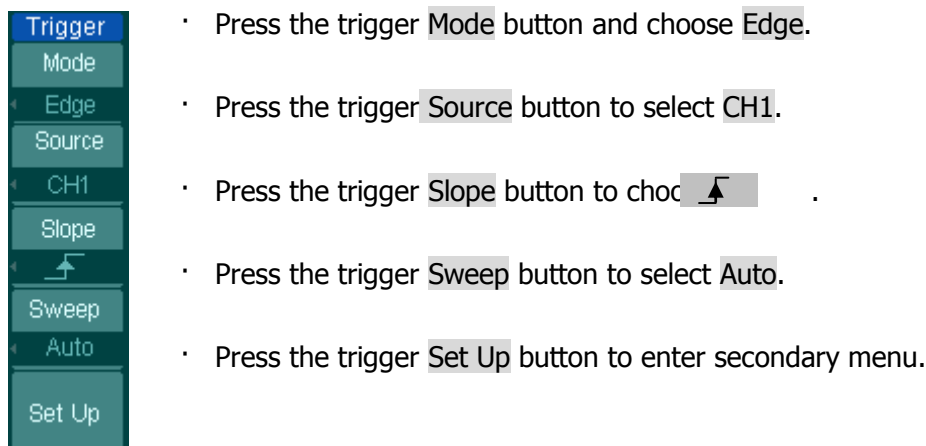 Trigger
Mode
Edge
Source
CH1
Slope
Sweep
Auto
Set Up
· Press the trigger Mode button and choose Edge.
· Press the trigger Source button to select CH1.
· Press the trigger Slope button to choo .
· Press the trigger Sweep button to select Auto.
· Press the trigger Set Up button to enter secondary menu.